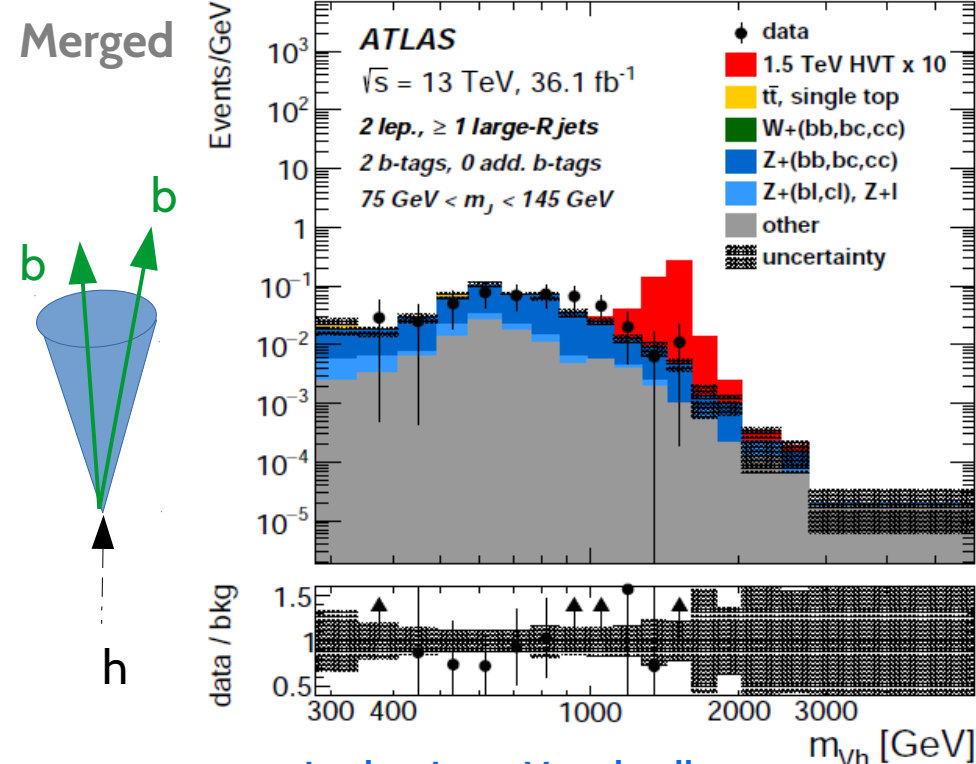 Merged
b
b
h
Events/GeV
10³
10²
10
1
10⁻¹
10⁻²
10⁻³
10⁻⁴
10⁻⁵
ATLAS
√s = 13 TeV, 36.1 fb⁻¹
2 lep., ≥ 1 large-R jets
2 b-tags, 0 add. b-tags
75 GeV < m_J < 145 GeV
data
1.5 TeV HVT x 10
tt̄, single top
W+(bb,bc,cc)
Z+(bb,bc,cc)
Z+(bl,cl), Z+l
other
uncertainty
data / bkg
1.5
1
0.5
300 400 1000 2000 3000
m_Vh [GeV]